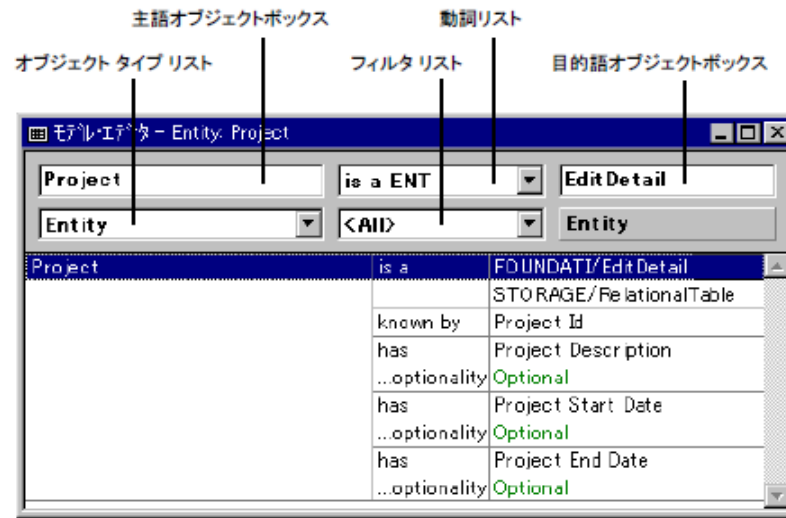 主語オブジェクトボックス
動詞リスト
オブジェクト タイプ リスト
フィルタ リスト
目的語オブジェクトボックス
モデル・エディター - Entity: Project
Project
is a ENT
EditDetail
Entity
<All>
Entity
Project is a FOUNDATI/EditDetail
STORAGE/RelationalTable
known by Project Id
has Project Description
...optionality Optional
has Project Start Date
...optionality Optional
has Project End Date
...optionality Optional